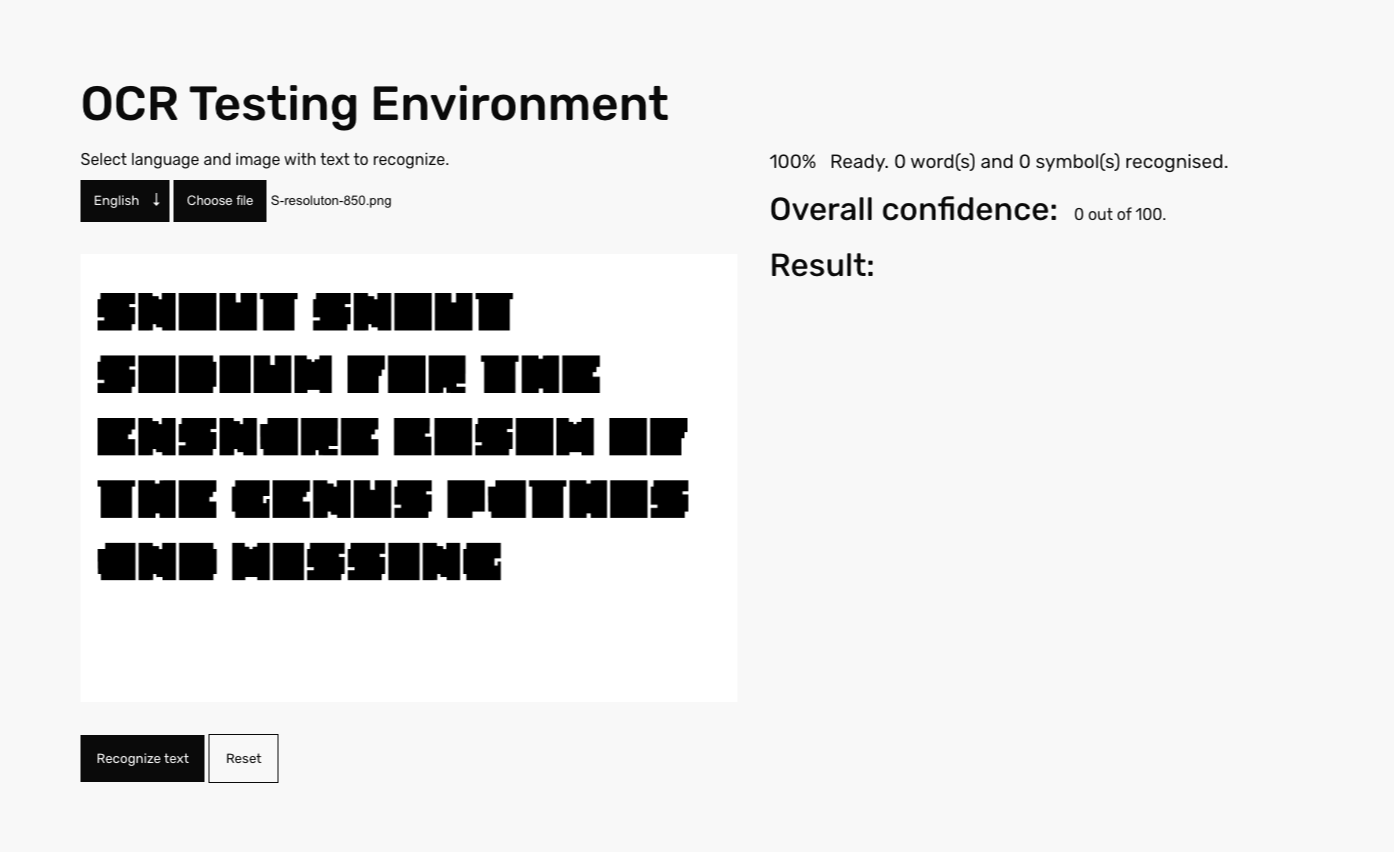 OCR Testing Environment
Select language and image with text to recognize.
English ↓ Choose file S-resoluton-850.png
SNOUT SNOUT
SODIUM FOR THE
ENSNARE BOSOM OF
THE GENUS PATHOS
AND MISSING
Recognize text Reset
100% Ready. 0 word(s) and 0 symbol(s) recognised.
Overall confidence: 0 out of 100.
Result: